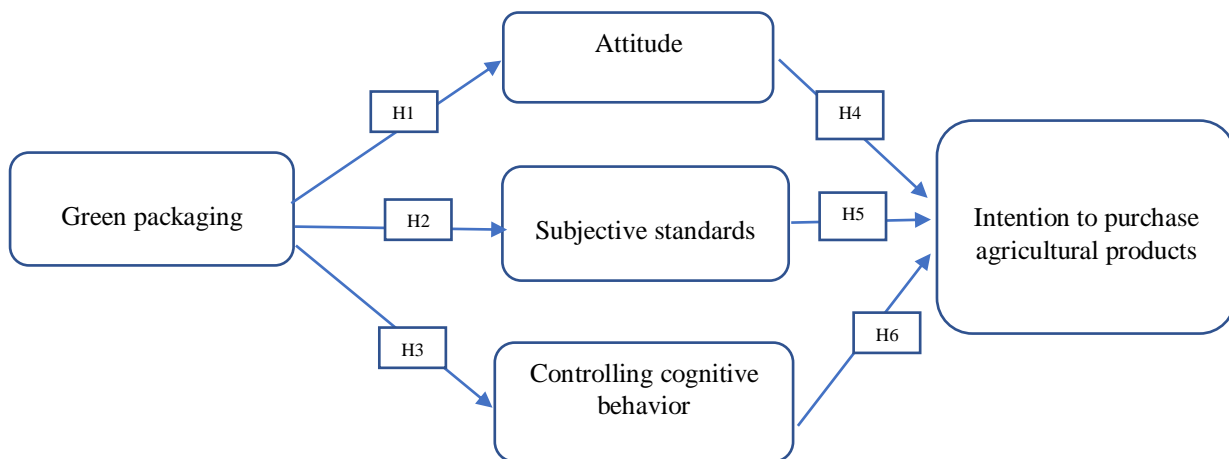 Attitude
H1
H4
Green packaging
H2
Subjective standards
H5
Intention to purchase
agricultural products
H3
H6
Controlling cognitive
behavior